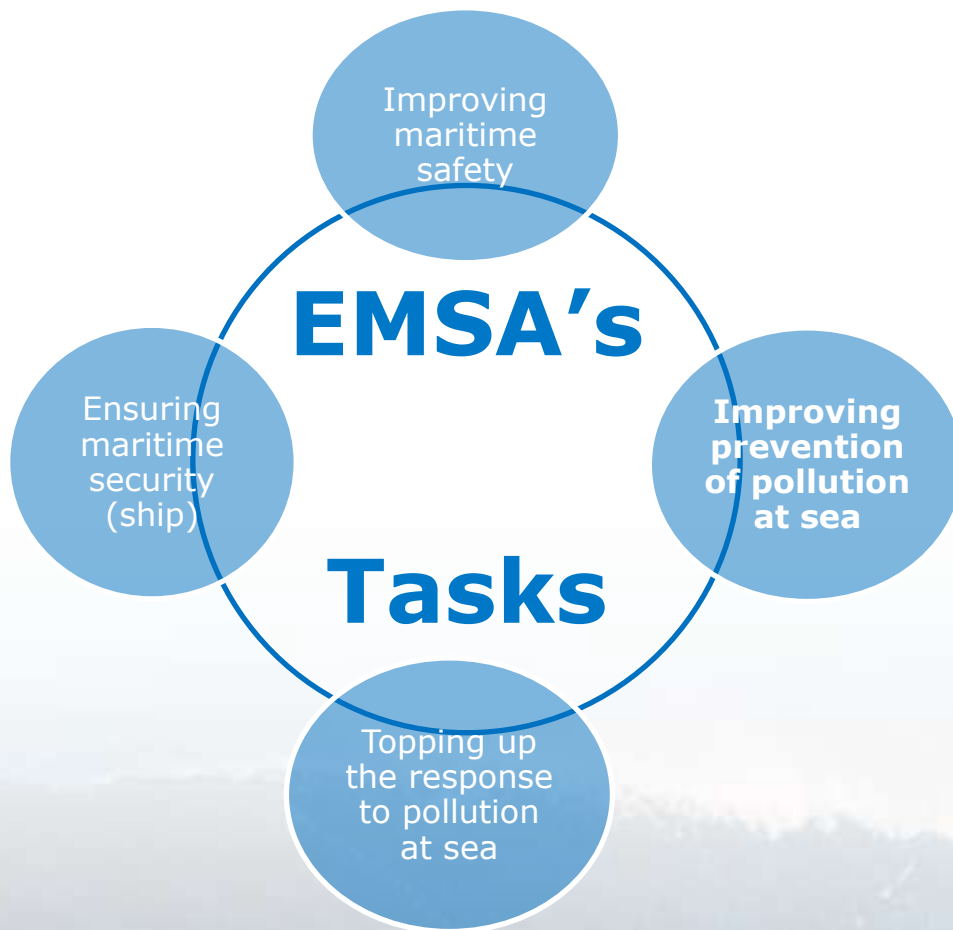 Improving
maritime
safety
EMSA’s
Ensuring
maritime
security
(ship)
Improving
prevention
of pollution
at sea
Tasks
Topping up
the response
to pollution
at sea